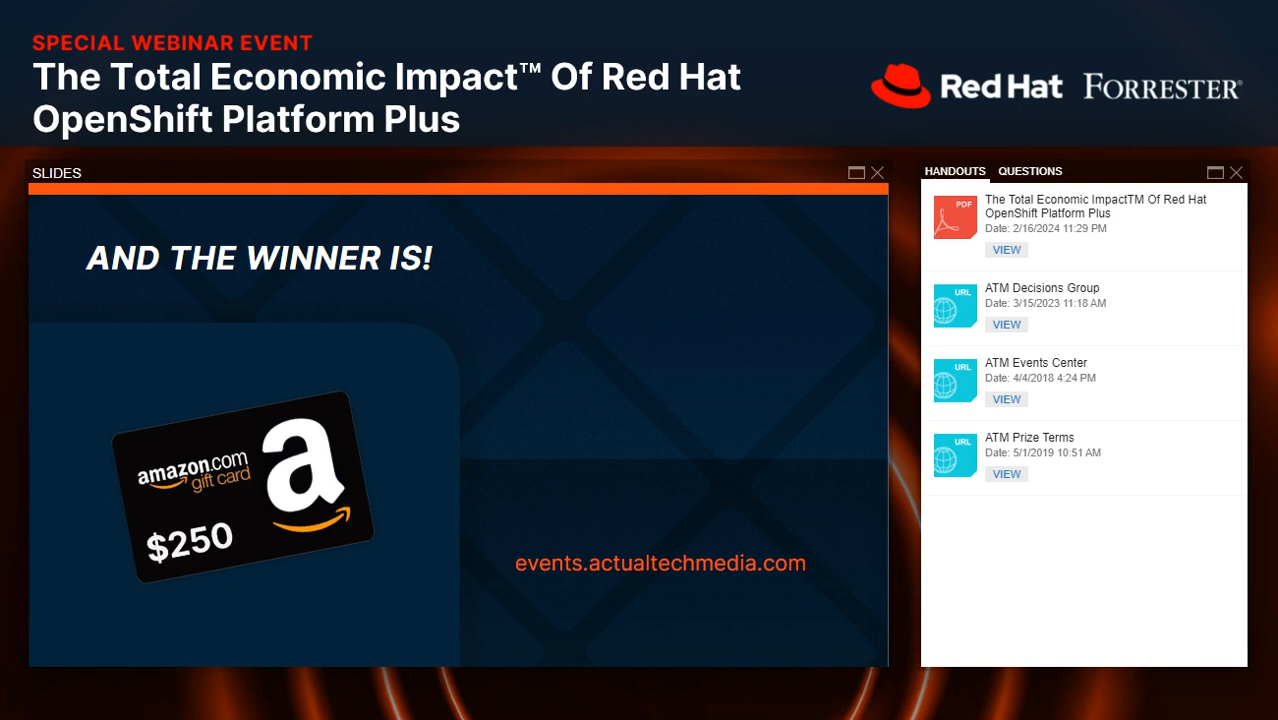 SPECIAL WEBINAR EVENT
The Total Economic Impact™ Of Red Hat
OpenShift Platform Plus
Red Hat
FORRESTER®
SLIDES
AND THE WINNER IS!
amazon.com
gift card
a
$250
events.actualtechmedia.com
HANDOUTS QUESTIONS
PDF
The Total Economic ImpactTM Of Red Hat
OpenShift Platform Plus
Date: 2/16/2024 11:29 PM
VIEW
URL
ATM Decisions Group
Date: 3/15/2023 11:18 AM
VIEW
URL
ATM Events Center
Date: 4/4/2018 4:24 PM
VIEW
URL
ATM Prize Terms
Date: 5/1/2019 10:51 AM
VIEW